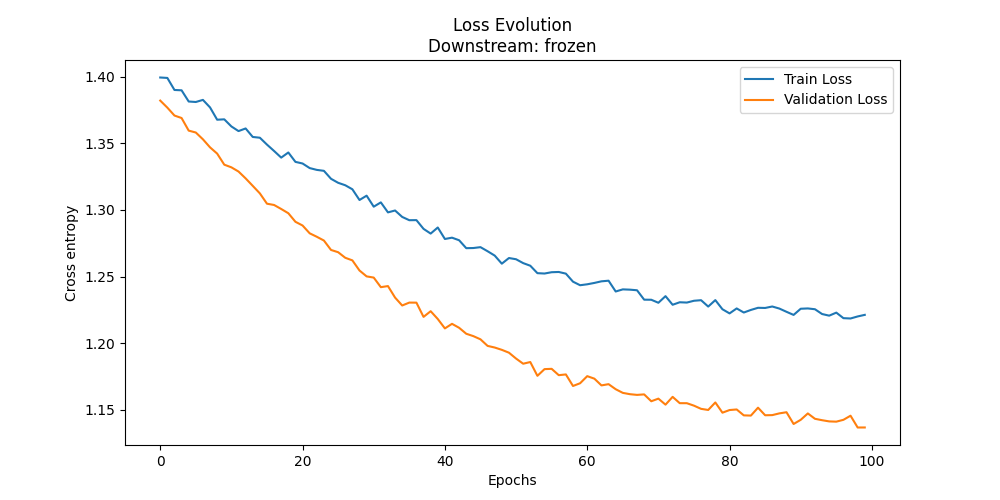 Loss Evolution
Downstream: frozen
Train Loss
Validation Loss
Cross entropy
1.40
1.35
1.30
1.25
1.20
1.15
0 20 40 60 80 100
Epochs